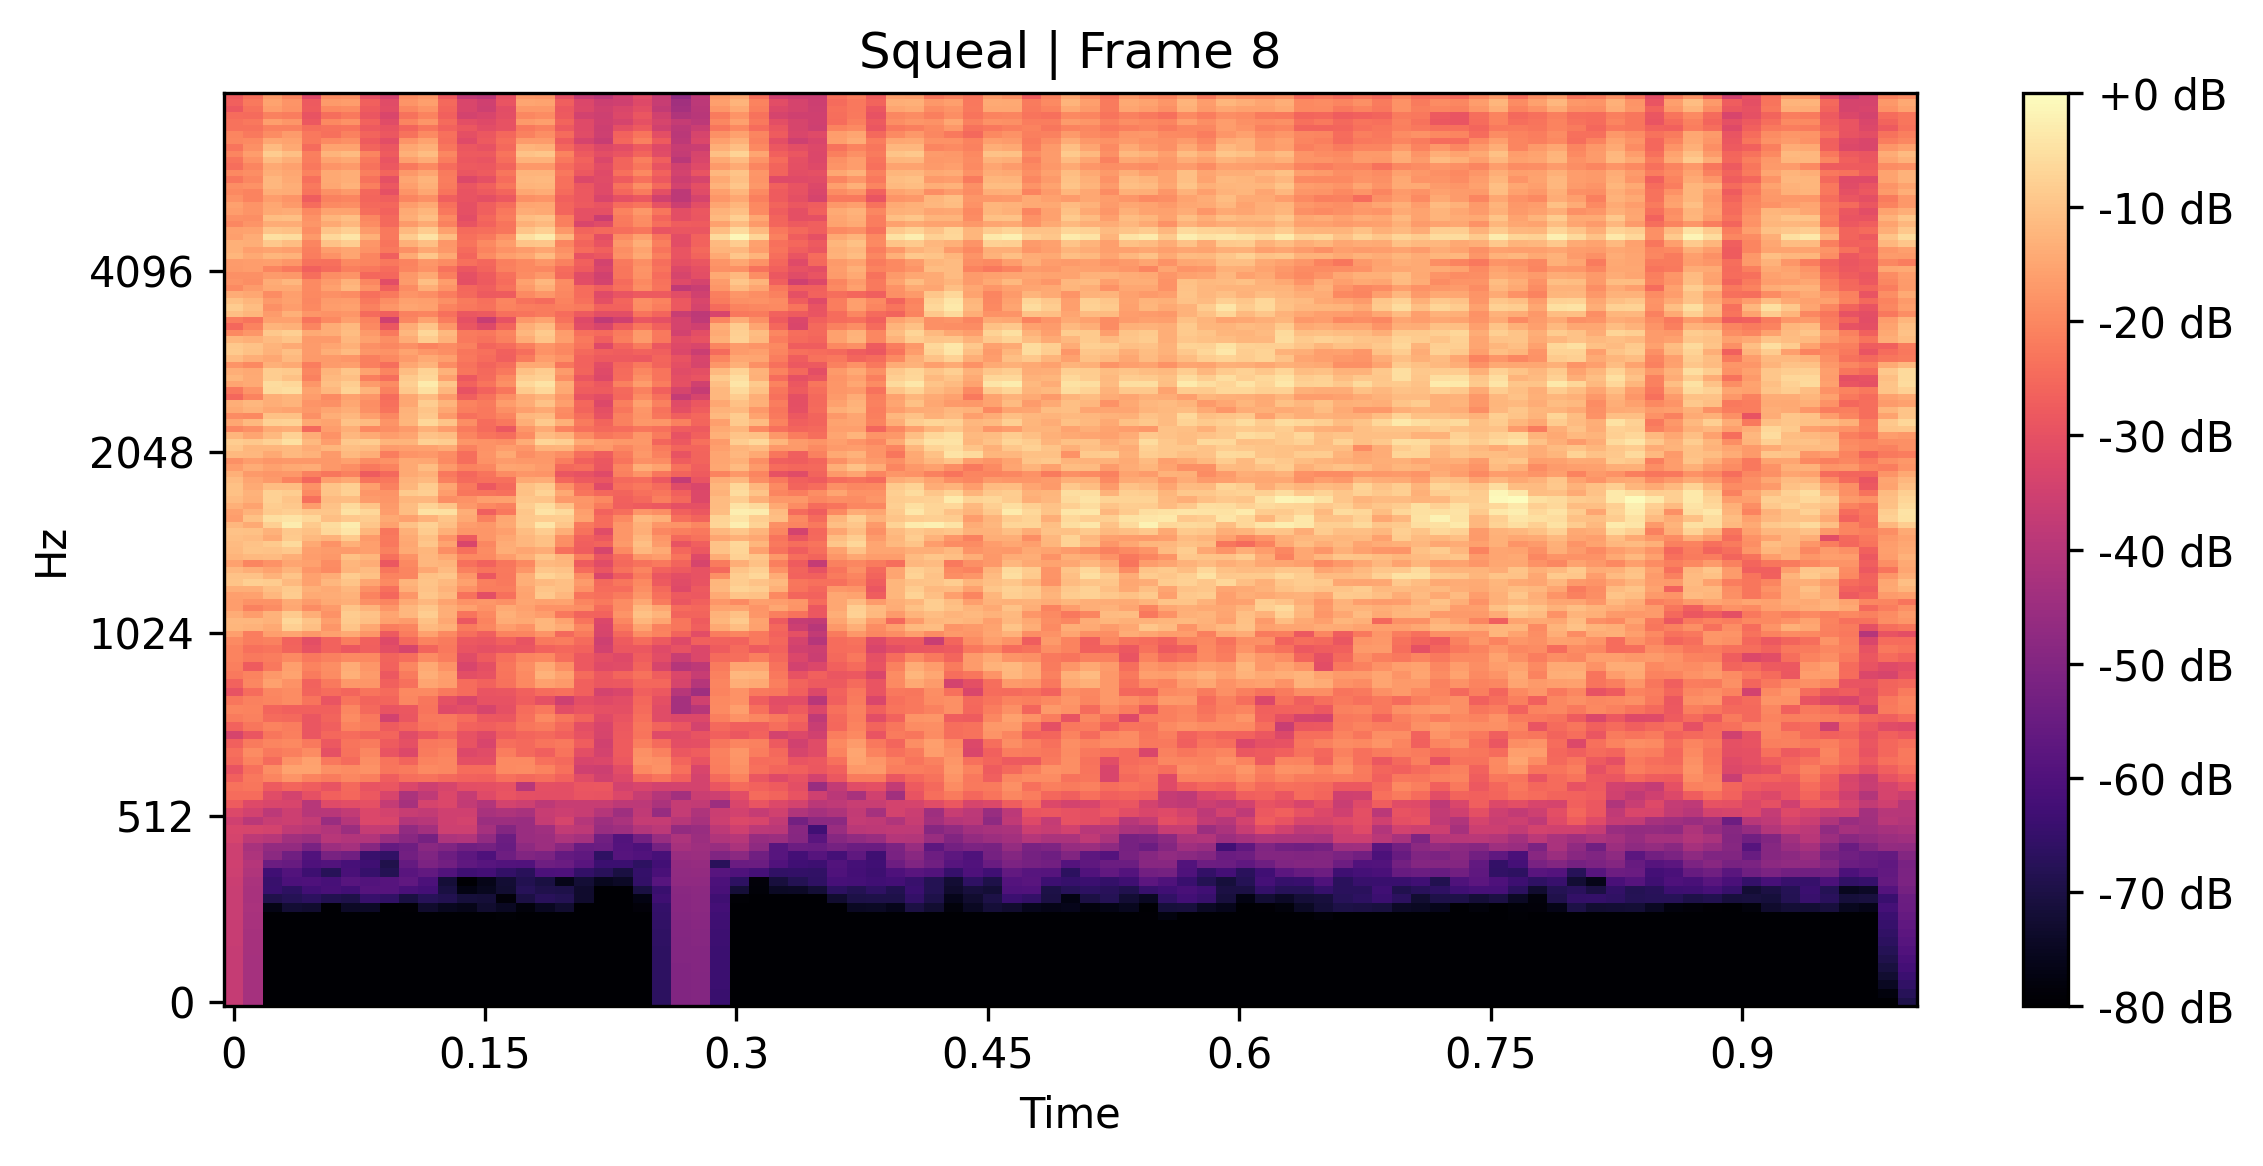 Squeal | Frame 8
+0 dB
-10 dB
-20 dB
-30 dB
-40 dB
-50 dB
-60 dB
-70 dB
-80 dB
Hz
4096
2048
1024
512
0
0 0.15 0.3 0.45 0.6 0.75 0.9
Time